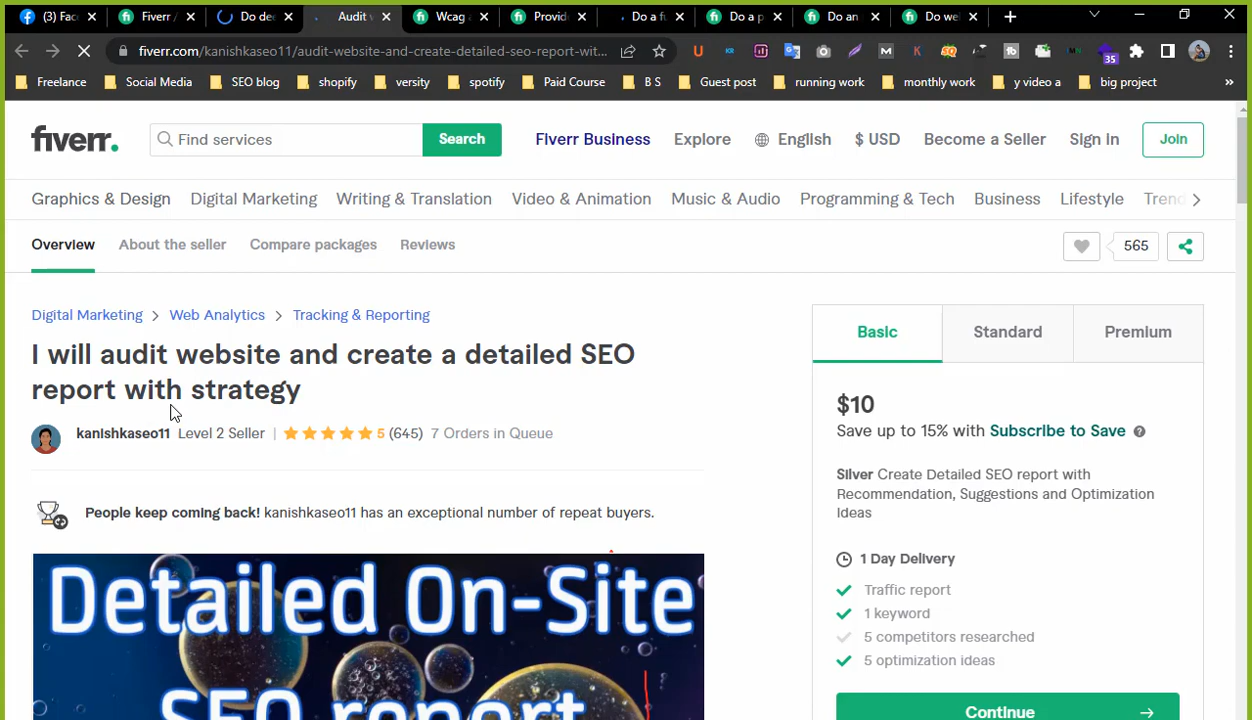 (3) Fac
Fiverr /
Do dec
Audit w
Wcag
Provide
Do a fu
Do a p
Do an
Do we
fiverr.com/kanishkaseo11/audit-website-and-create-detailed-seo-report-wit...
35
Freelance
Social Media
SEO blog
shopify
versity
spotify
Paid Course
B S
Guest post
running work
monthly work
y video a
big project
»
fiverr.
Find services
Search
Fiverr Business
Explore
English
$ USD
Become a Seller
Sign In
Join
Graphics & Design
Digital Marketing
Writing & Translation
Video & Animation
Music & Audio
Programming & Tech
Business
Lifestyle
Trend
Overview
About the seller
Compare packages
Reviews
565
Digital Marketing > Web Analytics > Tracking & Reporting
I will audit website and create a detailed SEO
report with strategy
kanishkaseo11 Level 2 Seller | 5 (645) 7 Orders in Queue
People keep coming back! kanishkaseo11 has an exceptional number of repeat buyers.
Detailed On-Site
SEO report
Basic
Standard
Premium
$10
Save up to 15% with Subscribe to Save
Silver Create Detailed SEO report with
Recommendation, Suggestions and Optimization
Ideas
1 Day Delivery
Traffic report
1 keyword
5 competitors researched
5 optimization ideas
Continue